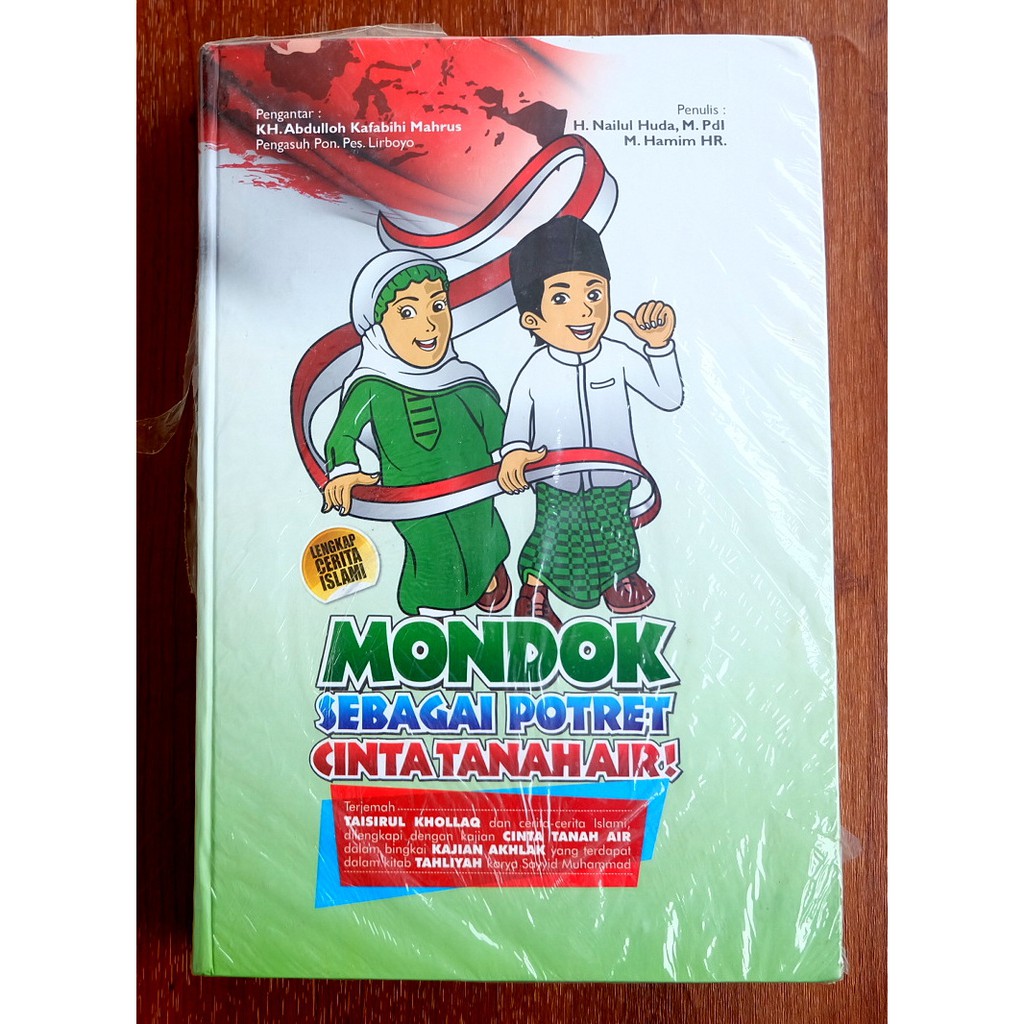 Pengantar :
KH. Abdulloh Kafabihi Mahrus
Pengasuh Pon. Pes. Lirboyo
Penulis :
H. Nailul Huda, M. PdI
M. Hamim HR.
LENGKAP
CERITA
ISLAMI
MONDOK
SEBAGAI POTRET
CINTA TANAH AIR!
Terjemah
TAISIRUL KHOLLAQ dan cerita-cerita Islami,
dilengkapi dengan kajian CINTA TANAH AIR
dalam bingkai KAJIAN AKHLAK yang terdapat
dalam kitab TAHLIYAH karya Sayyid Muhammad